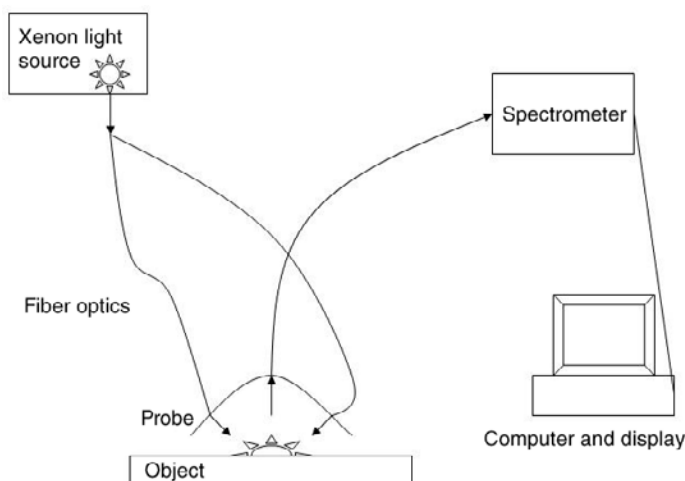 Xenon light
source
Spectrometer
Fiber optics
Probe
Computer and display
Object